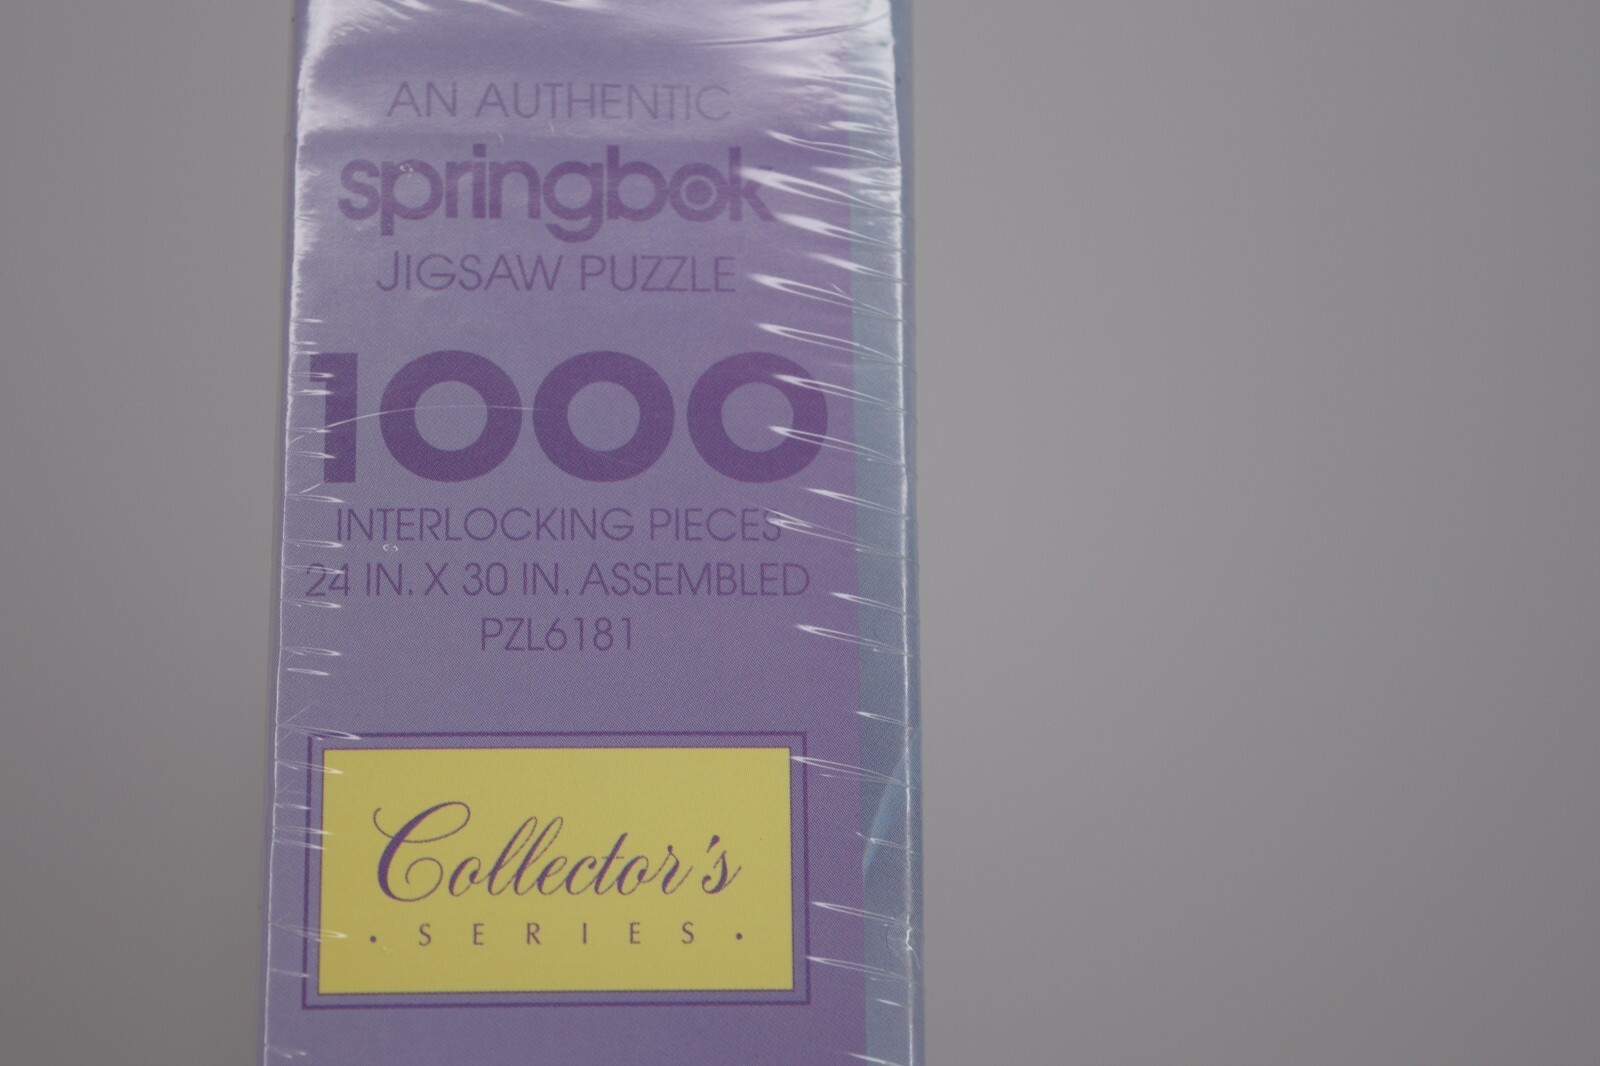 AN AUTHENTIC
springbok
JIGSAW PUZZLE
1000
INTERLOCKING PIECES
24 IN. X 30 IN. ASSEMBLED
PZL6181
Collector's
· SERIES ·